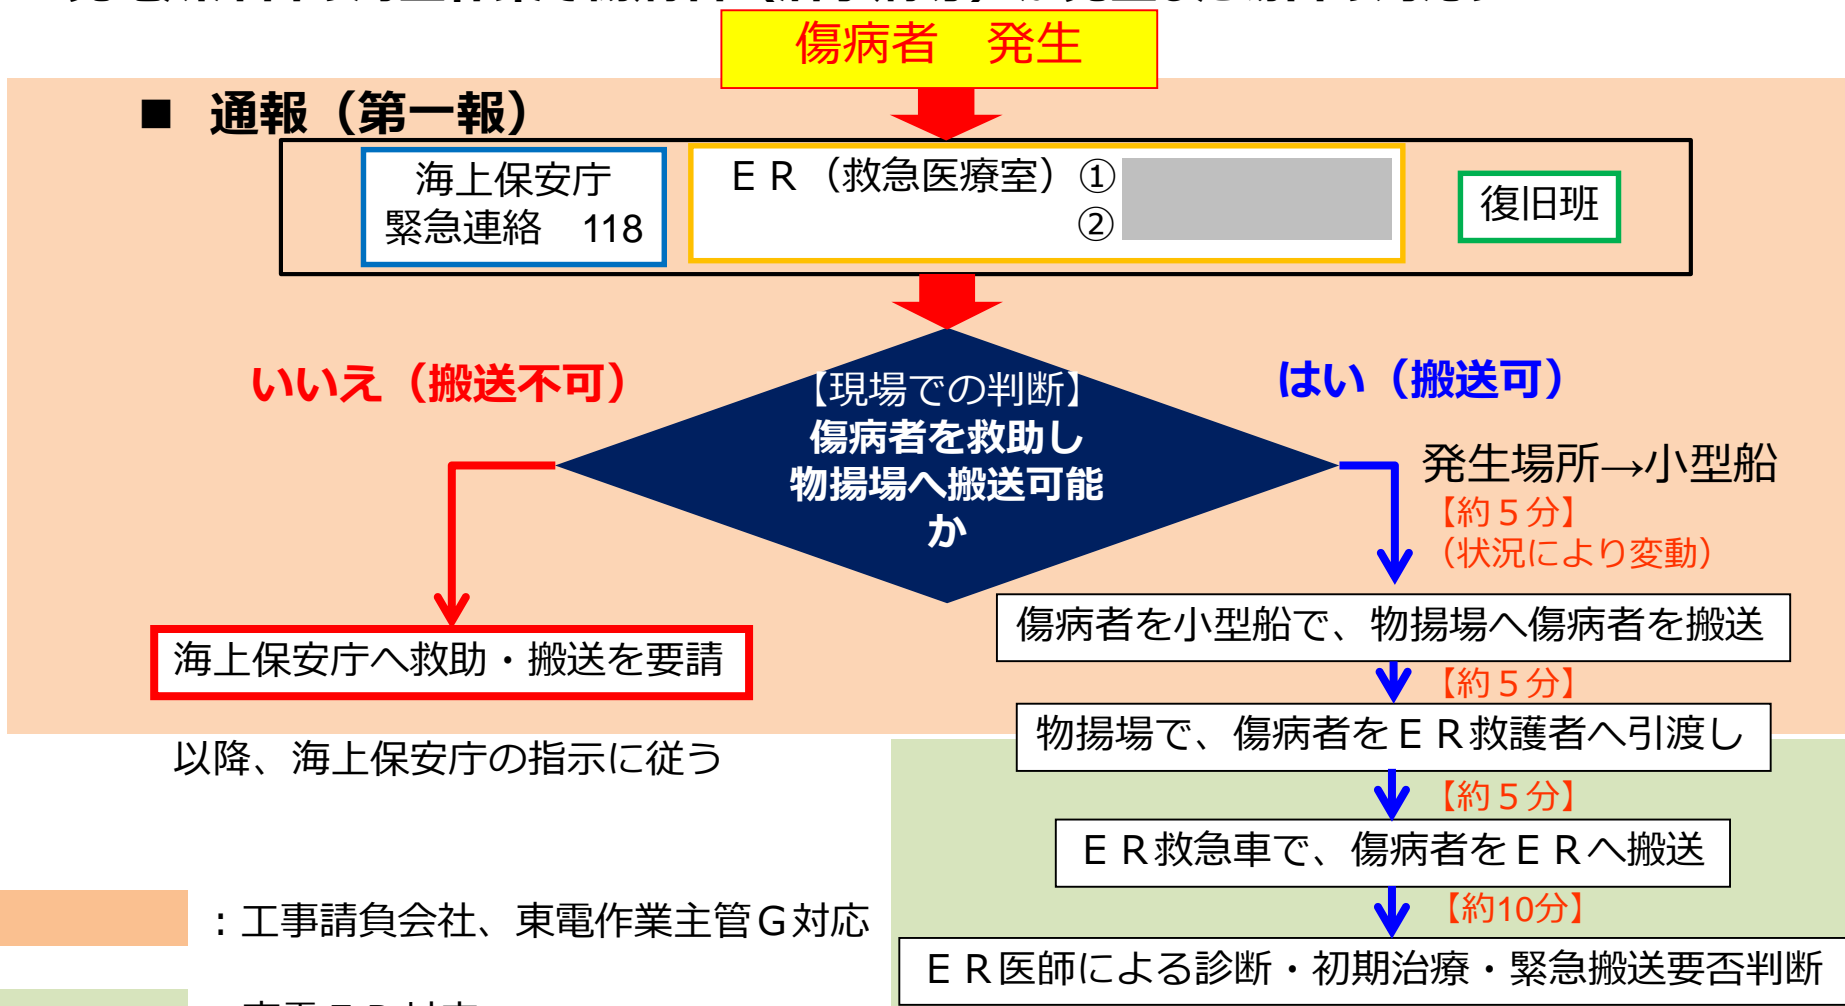 傷病者　発生
■ 通報（第一報）
海上保安庁
緊急連絡　118
ＥＲ（救急医療室）①
②
復旧班
いいえ（搬送不可）
【現場での判断】
傷病者を救助し
物揚場へ搬送可能
か
はい（搬送可）
発生場所→小型船
【約５分】
（状況により変動）
海上保安庁へ救助・搬送を要請
以降、海上保安庁の指示に従う
傷病者を小型船で、物揚場へ傷病者を搬送
【約５分】
物揚場で、傷病者をＥＲ救護者へ引渡し
【約５分】
ＥＲ救急車で、傷病者をＥＲへ搬送
【約10分】
ＥＲ医師による診断・初期治療・緊急搬送要否判断
：工事請負会社、東電作業主管Ｇ対応